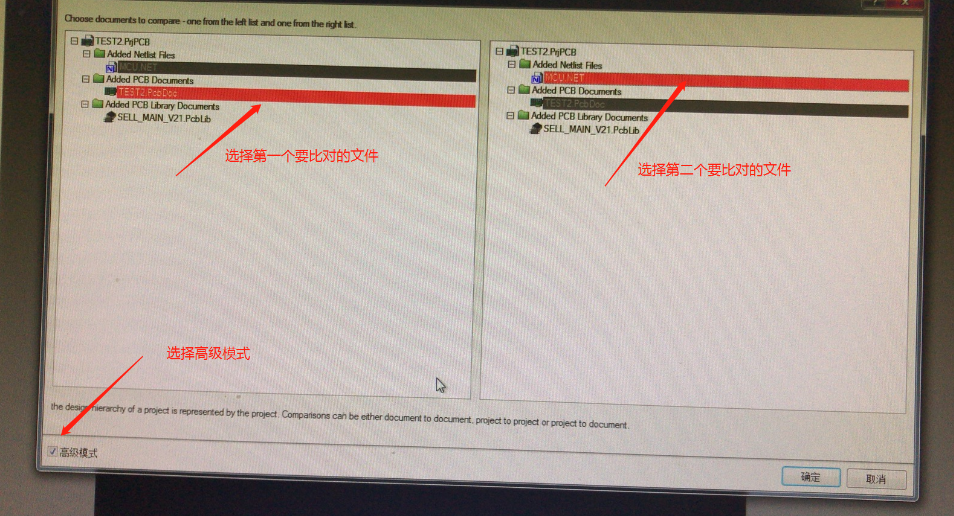 Choose documents to compare - one from the left list and one from the right list.
TEST2.PrjPCB
Added Netlist Files
MCU.NET
Added PCB Documents
TEST2.PcbDoc
Added PCB Library Documents
SELL_MAIN_V21.PcbLib
选择第一个要比对的文件
TEST2.PrjPCB
Added Netlist Files
MCU.NET
Added PCB Documents
TEST2.PcbDoc
Added PCB Library Documents
SELL_MAIN_V21.PcbLib
选择第二个要比对的文件
选择高级模式
the design hierarchy of a project is represented by the project. Comparisons can be either document to document, project to project or project to document.
高级模式
确定
取消